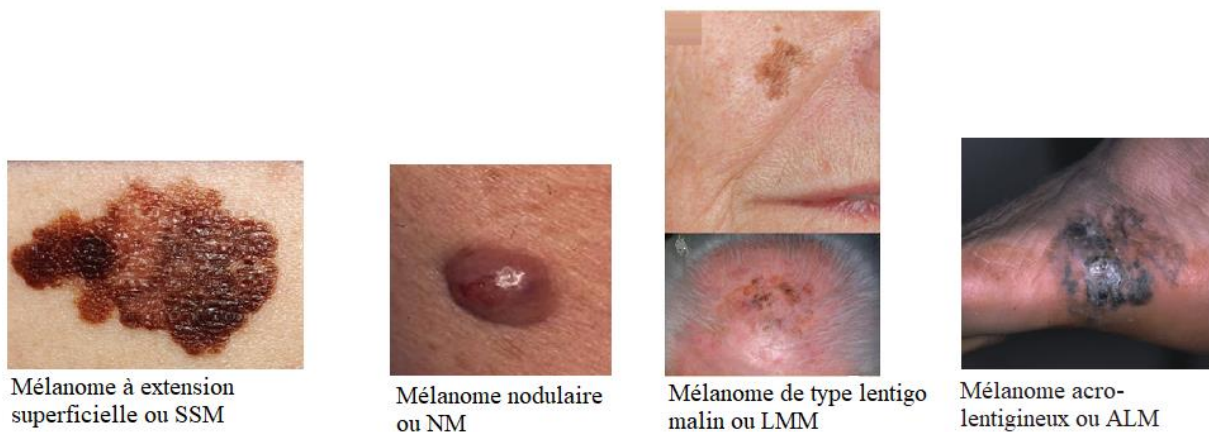 Mélanome à extension
superficielle ou SSM
Mélanome nodulaire
ou NM
Mélanome de type lentigo
malin ou LMM
Mélanome acro-
lentigineux ou ALM